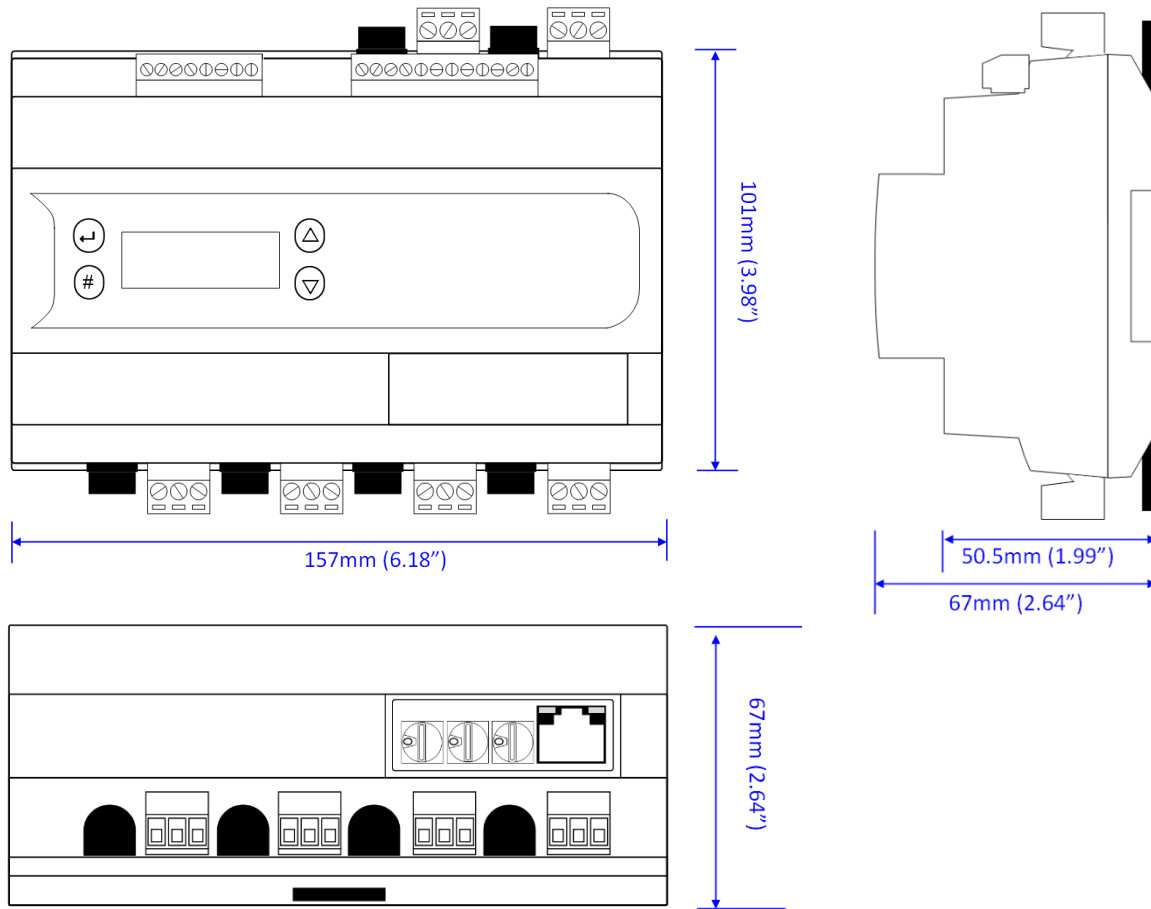 #
101mm (3.98”)
157mm (6.18”)
50.5mm (1.99”)
67mm (2.64”)
67mm (2.64”)